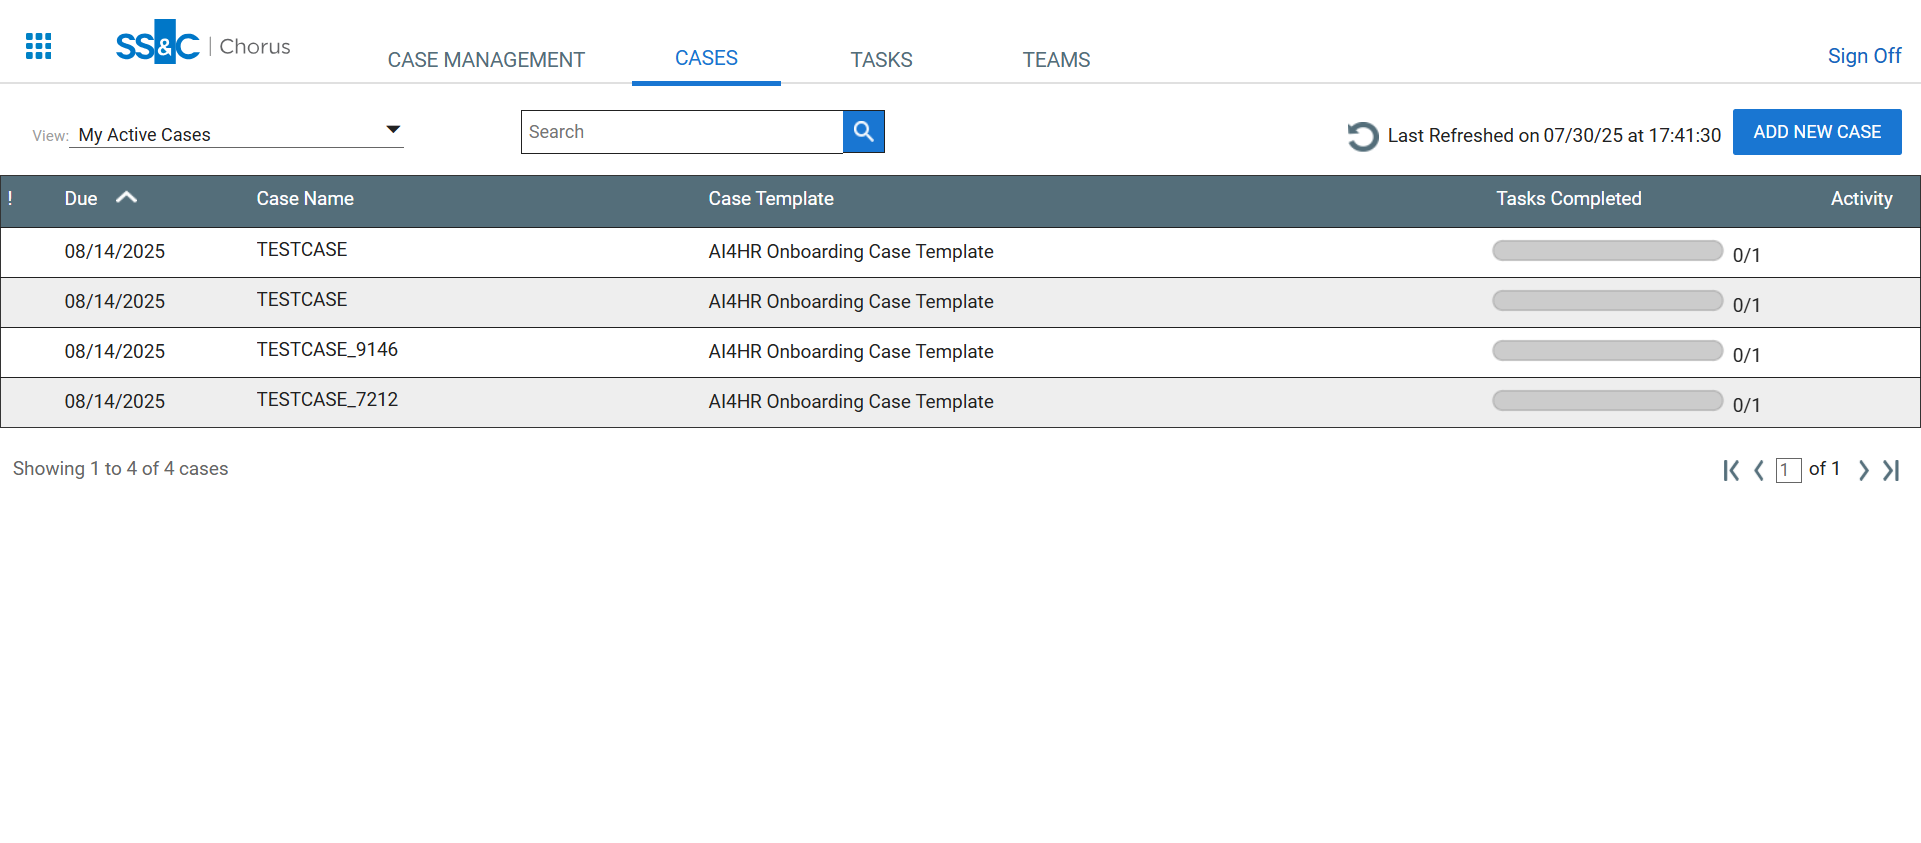 SS&C | Chorus
CASE MANAGEMENT
CASES
TASKS
TEAMS
Sign Off
View: My Active Cases
Search
Last Refreshed on 07/30/25 at 17:41:30
ADD NEW CASE
! Due Case Name Case Template Tasks Completed Activity
08/14/2025 TESTCASE AI4HR Onboarding Case Template 0/1
08/14/2025 TESTCASE AI4HR Onboarding Case Template 0/1
08/14/2025 TESTCASE_9146 AI4HR Onboarding Case Template 0/1
08/14/2025 TESTCASE_7212 AI4HR Onboarding Case Template 0/1
Showing 1 to 4 of 4 cases
1 of 1